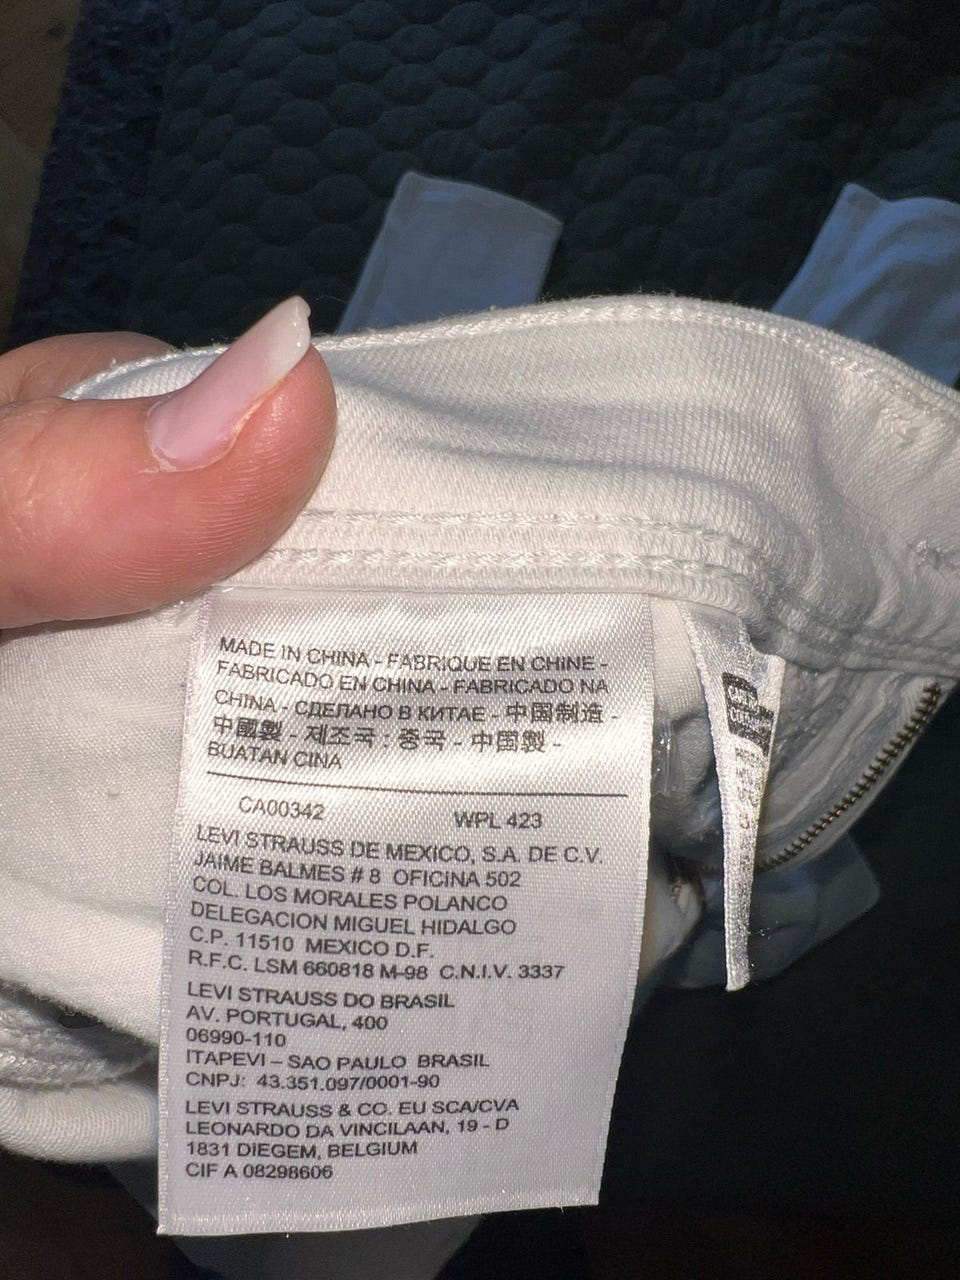 MADE IN CHINA - FABRIQUE EN CHINE -
FABRICADO EN CHINA - FABRICADO NA
CHINA - СДЕЛАНО В КИТАЕ - 中国制造 -
中國製 - 제조국 : 중국 - 中国製 -
BUATAN CINA
CA00342 WPL 423
LEVI STRAUSS DE MEXICO, S.A. DE C.V.
JAIME BALMES # 8 OFICINA 502
COL. LOS MORALES POLANCO
DELEGACION MIGUEL HIDALGO
C.P. 11510 MEXICO D.F.
R.F.C. LSM 660818 M-98 C.N.I.V. 3337
LEVI STRAUSS DO BRASIL
AV. PORTUGAL, 400
06990-110
ITAPEVI – SAO PAULO BRASIL
CNPJ: 43.351.097/0001-90
LEVI STRAUSS & CO. EU SCA/CVA
LEONARDO DA VINCILAAN, 19 - D
1831 DIEGEM, BELGIUM
CIF A 08298606